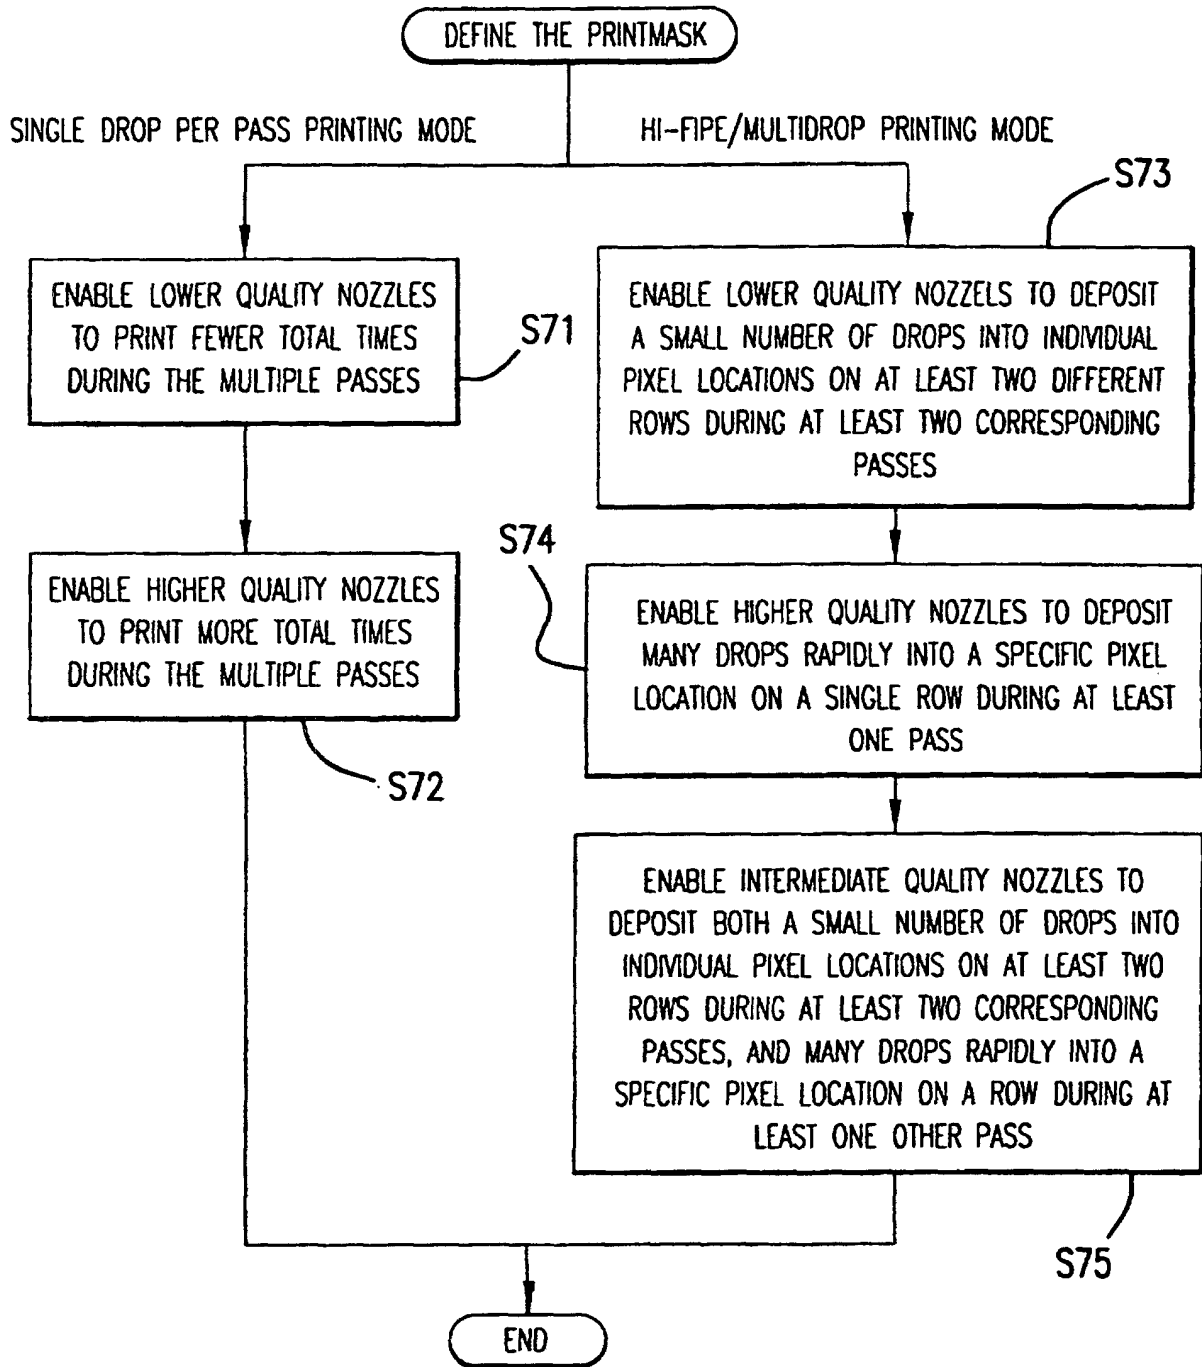 DEFINE THE PRINTMASK
SINGLE DROP PER PASS PRINTING MODE
HI-FIPE/MULTIDROP PRINTING MODE
S73
ENABLE LOWER QUALITY NOZZLES
TO PRINT FEWER TOTAL TIMES
DURING THE MULTIPLE PASSES
S71
ENABLE LOWER QUALITY NOZZELS TO DEPOSIT
A SMALL NUMBER OF DROPS INTO INDIVIDUAL
PIXEL LOCATIONS ON AT LEAST TWO DIFFERENT
ROWS DURING AT LEAST TWO CORRESPONDING
PASSES
S74
ENABLE HIGHER QUALITY NOZZLES
TO PRINT MORE TOTAL TIMES
DURING THE MULTIPLE PASSES
S72
ENABLE HIGHER QUALITY NOZZLES TO DEPOSIT
MANY DROPS RAPIDLY INTO A SPECIFIC PIXEL
LOCATION ON A SINGLE ROW DURING AT LEAST
ONE PASS
ENABLE INTERMEDIATE QUALITY NOZZLES TO
DEPOSIT BOTH A SMALL NUMBER OF DROPS INTO
INDIVIDUAL PIXEL LOCATIONS ON AT LEAST TWO
ROWS DURING AT LEAST TWO CORRESPONDING
PASSES, AND MANY DROPS RAPIDLY INTO A
SPECIFIC PIXEL LOCATION ON A ROW DURING AT
LEAST ONE OTHER PASS
S75
END